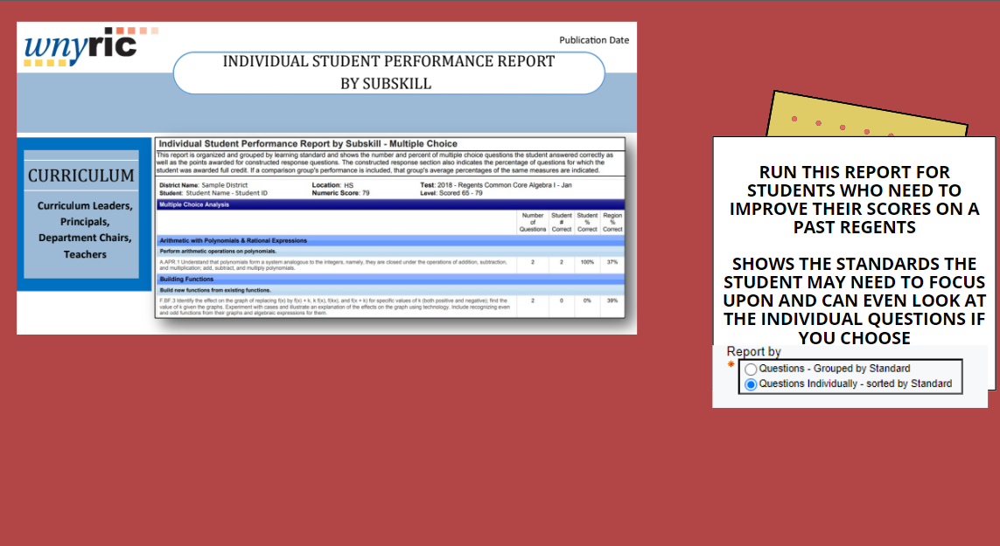 wnyric
Publication Date
INDIVIDUAL STUDENT PERFORMANCE REPORT
BY SUBSKILL
CURRICULUM
Curriculum Leaders,
Principals,
Department Chairs,
Teachers
Individual Student Performance Report by Subskill - Multiple Choice
This report is organized and grouped by learning standard and shows the number and percent of multiple choice questions the student answered correctly as
well as the points awarded for constructed response questions. The constructed response section also indicates the percentage of questions for which the
student was awarded full credit. If a comparison group's performance is included, that group's average percentages of the same measures are indicated.
District Name: Sample District Location: HS Test: 2018 - Regents Common Core Algebra I - Jan
Student: Student Name - Student ID Numeric Score: 79 Level: Scored 65 - 79
Multiple Choice Analysis
Number of Questions Student # Correct Student % Correct Region % Correct
Arithmetic with Polynomials & Rational Expressions
Perform arithmetic operations on polynomials.
A.APR.1 Understand that polynomials form a system analogous to the integers, namely, they are closed under the operations of addition, subtraction, 2 2 100% 37%
and multiplication; add, subtract, and multiply polynomials.
Building Functions
Build new functions from existing functions.
F.BF.3 Identify the effect on the graph of replacing f(x) by f(x) + k, k f(x), f(kx), and f(x + k) for specific values of k (both positive and negative); find the 2 0 0% 39%
value of k given the graphs. Experiment with cases and illustrate an explanation of the effects on the graph using technology. Include recognizing even
and odd functions from their graphs and algebraic expressions for them.
RUN THIS REPORT FOR
STUDENTS WHO NEED TO
IMPROVE THEIR SCORES ON A
PAST REGENTS
SHOWS THE STANDARDS THE
STUDENT MAY NEED TO FOCUS
UPON AND CAN EVEN LOOK AT
THE INDIVIDUAL QUESTIONS IF
YOU CHOOSE
Report by
* Questions - Grouped by Standard
Questions Individually - sorted by Standard